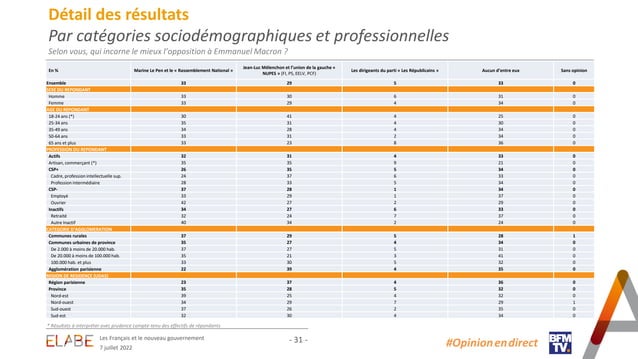 Détail des résultats
Par catégories sociodémographiques et professionnelles
Selon vous, qui incarne le mieux l'opposition à Emmanuel Macron ?
En % Marine Le Pen et le « Rassemblement National » Jean-Luc Mélenchon et l'union de la gauche « NUPES » (FI, PS, EELV, PCF) Les dirigeants du parti « Les Républicains » Aucun d'entre eux Sans opinion
Ensemble 33 29 5 33 0
SEXE DU REPONDANT
Homme 33 30 6 31 0
Femme 33 29 4 34 0
AGE DU REPONDANT
18-24 ans (*) 30 41 4 25 0
25-34 ans 35 31 4 30 0
35-49 ans 34 28 4 34 0
50-64 ans 33 31 2 34 0
65 ans et plus 33 23 8 36 0
PROFESSION DU REPONDANT
Actifs 32 31 4 33 0
Artisan, commerçant (*) 35 35 9 21 0
CSP+ 26 35 5 34 0
Cadre, profession intellectuelle sup. 24 37 6 33 0
Profession intermédiaire 28 33 5 34 0
CSP- 37 28 1 34 0
Employé 33 29 1 37 0
Ouvrier 42 27 2 29 0
Inactifs 34 27 6 33 0
Retraité 32 24 7 37 0
Autre inactif 40 34 2 24 0
CATEGORIE D'AGGLOMERATION
Communes rurales 37 29 5 28 1
Communes urbaines de province 35 27 4 34 0
De 2.000 à moins de 20.000 hab. 37 27 5 31 0
De 20.000 à moins de 100.000 hab. 35 21 3 41 0
100.000 hab. et plus 33 30 5 32 0
Agglomération parisienne 22 39 4 35 0
REGION DE RESIDENCE (UDA5)
Région parisienne 23 37 4 36 0
Province 35 28 5 32 0
Nord-est 39 25 4 32 0
Nord-ouest 34 29 7 29 1
Sud-ouest 37 26 2 35 0
Sud-est 32 30 4 34 0
* Résultats à interpréter avec prudence compte tenu des effectifs de répondants
ELABE
Les Français et le nouveau gouvernement
7 juillet 2022
- 31 -
#Opinion.en.direct
BFM
TV.